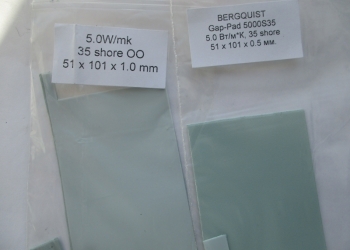 5.0W/mk
35 shore OO
51 x 101 x 1.0 mm
BERGQUIST
Gap-Pad 5000S35
5.0 Вт/м*К, 35 shore
51 x 101 x 0.5 мм.